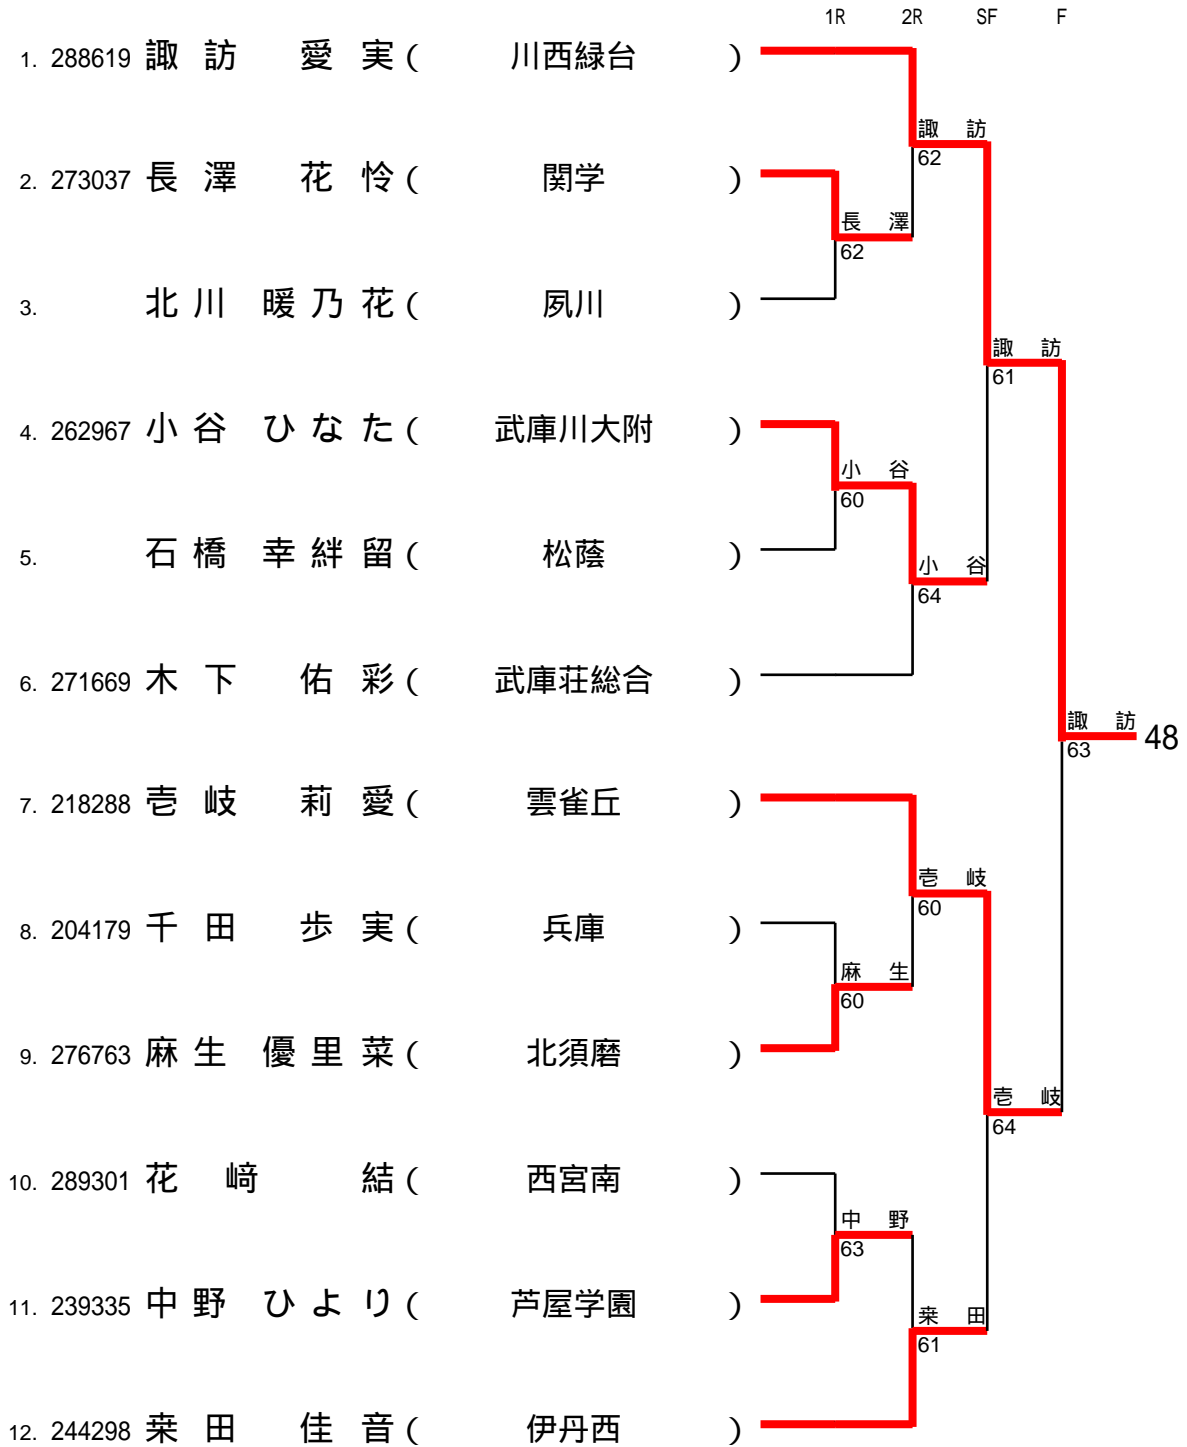 1R 2R SF F
1. 288619 諏訪 愛実 ( 川西緑台 )
諏訪
62
2. 273037 長澤 花怜 ( 関学 )
長澤
62
3. 北川 暖乃花 ( 夙川 )
諏訪
61
4. 262967 小谷 ひなた ( 武庫川大附 )
小谷
60
5. 石橋 幸絆留 ( 松蔭 )
小谷
64
6. 271669 木下 佑彩 ( 武庫荘総合 )
諏訪
63
48
7. 218288 壱岐 莉愛 ( 雲雀丘 )
壱岐
60
8. 204179 千田 歩実 ( 兵庫 )
麻生
60
9. 276763 麻生 優里菜 ( 北須磨 )
壱岐
64
10. 289301 花﨑 結 ( 西宮南 )
中野
63
11. 239335 中野 ひより ( 芦屋学園 )
桒田
61
12. 244298 桒田 佳音 ( 伊丹西 )